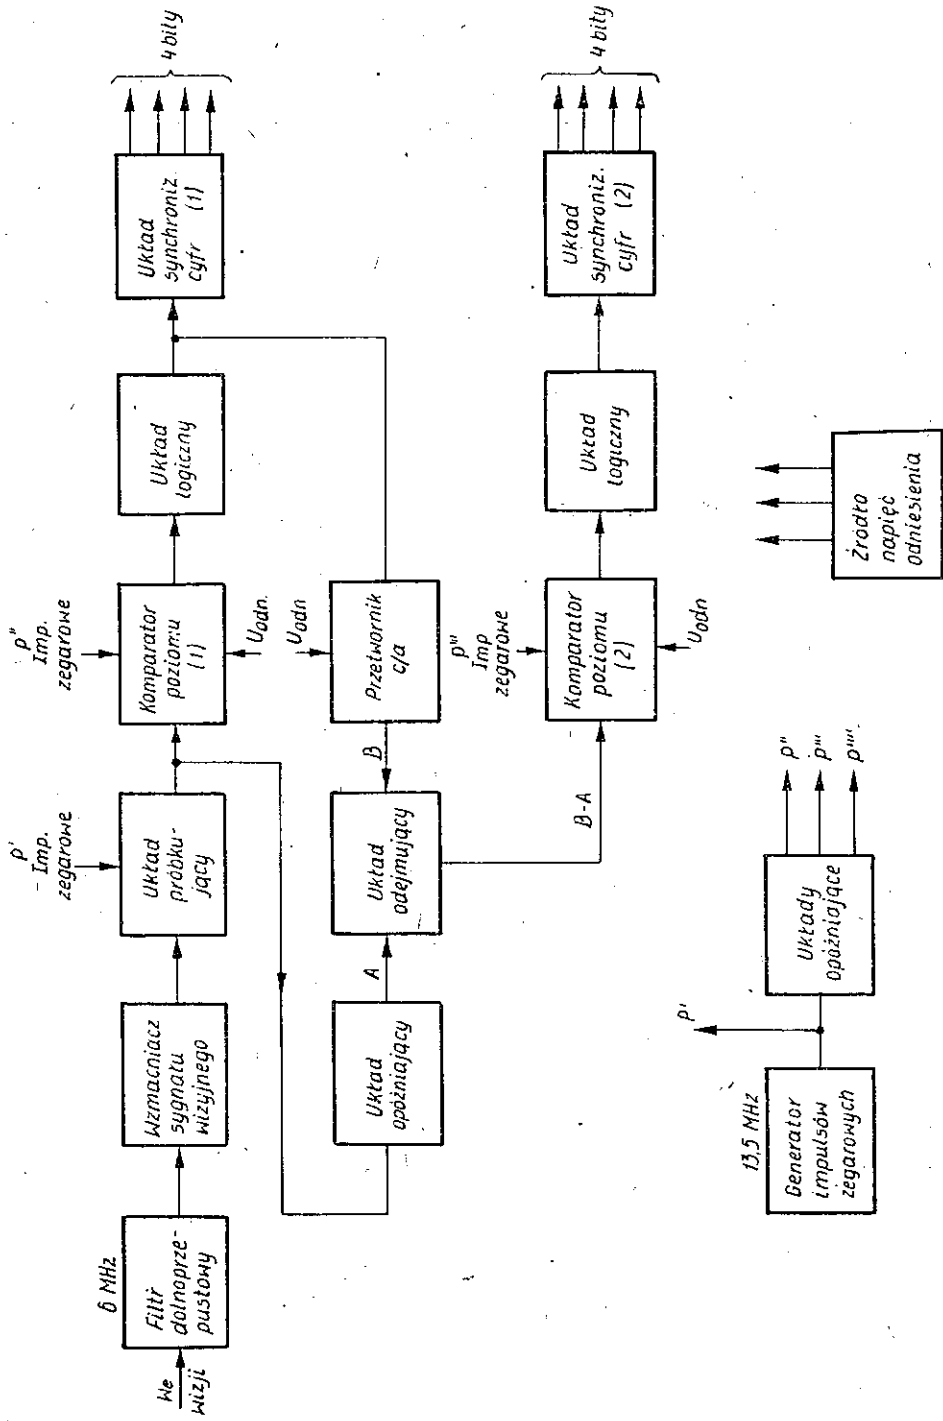 We
wizji
6 MHz
Filtr
dolnoprze-
pustowy
Wzmacniacz
sygnału
wizyjnego
p'
Imp.
zegarowe
Układ
próbku-
jący
p"
Imp.
zegarowe
Komparator
poziomu
(1)
Uodn.
Układ
logiczny
Układ
synchroniz.
cyfr (1)
4 bity
Układ
opóźniający
A
Układ
odejmujący
B
Uodn
Przetwornik
c/a
B-A
p'''
Imp
zegarowe
Komparator
poziomu
(2)
Uodn
Układ
logiczny
Układ
synchroniz.
cyfr (2)
4 bity
13,5 MHz
Generator
impulsów
zegarowych
p'
Układy
opóźniające
p"
p'''
p''''
Źródło
napięć
odniesienia